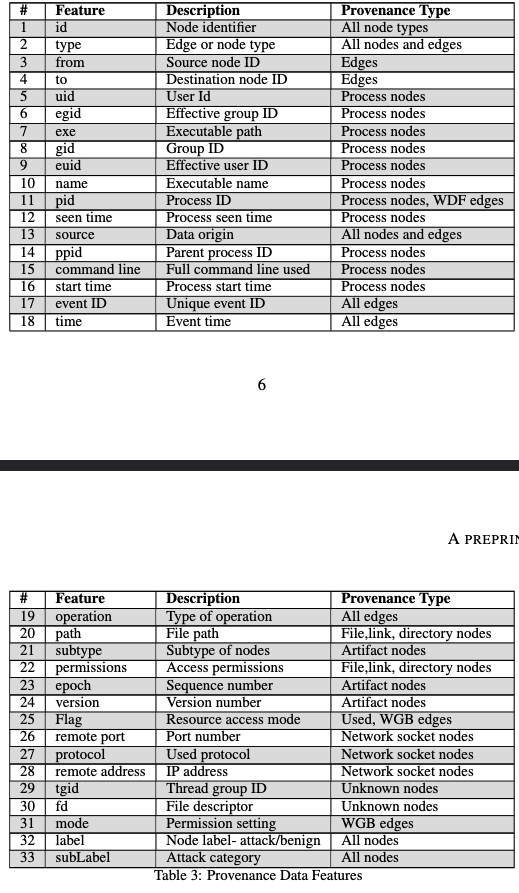 # Feature Description Provenance Type
1 id Node identifier All node types
2 type Edge or node type All nodes and edges
3 from Source node ID Edges
4 to Destination node ID Edges
5 uid User Id Process nodes
6 egid Effective group ID Process nodes
7 exe Executable path Process nodes
8 gid Group ID Process nodes
9 euid Effective user ID Process nodes
10 name Executable name Process nodes
11 pid Process ID Process nodes, WDF edges
12 seen time Process seen time Process nodes
13 source Data origin All nodes and edges
14 ppid Parent process ID Process nodes
15 command line Full command line used Process nodes
16 start time Process start time Process nodes
17 event ID Unique event ID All edges
18 time Event time All edges
6
A PREPRIN
# Feature Description Provenance Type
19 operation Type of operation All edges
20 path File path File,link, directory nodes
21 subtype Subtype of nodes Artifact nodes
22 permissions Access permissions File,link, directory nodes
23 epoch Sequence number Artifact nodes
24 version Version number Artifact nodes
25 Flag Resource access mode Used, WGB edges
26 remote port Port number Network socket nodes
27 protocol Used protocol Network socket nodes
28 remote address IP address Network socket nodes
29 tgid Thread group ID Unknown nodes
30 fd File descriptor Unknown nodes
31 mode Permission setting WGB edges
32 label Node label- attack/benign All nodes
33 subLabel Attack category All nodes
Table 3: Provenance Data Features